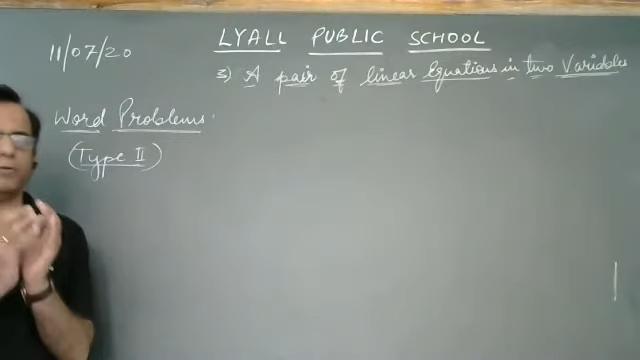 11/07/20
LYALL PUBLIC SCHOOL
3) A pair of linear Equations in two Variables
Word Problems.
(Type II)